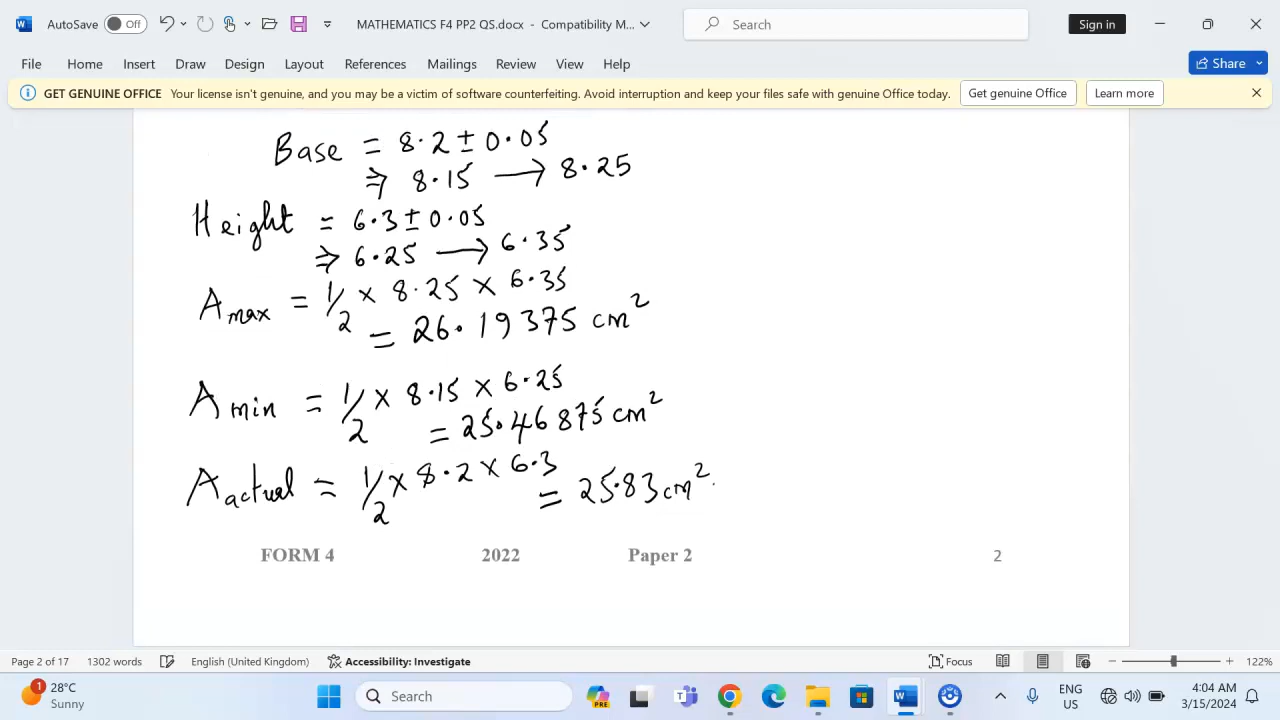 AutoSave Off MATHEMATICS F4 PP2 QS.docx - Compatibility M... Search Sign in
File Home Insert Draw Design Layout References Mailings Review View Help Share
GET GENUINE OFFICE Your license isn't genuine, and you may be a victim of software counterfeiting. Avoid interruption and keep your files safe with genuine Office today. Get genuine Office Learn more
Base = 8.2 ± 0.05
⇒ 8.15 → 8.25
Height = 6.3 ± 0.05
⇒ 6.25 → 6.35
A max = 1/2 × 8.25 × 6.35
= 26.19375 cm²
A min = 1/2 × 8.15 × 6.25
= 25.46875 cm²
A actual = 1/2 × 8.2 × 6.3
= 25.83 cm²
FORM 4 2022 Paper 2 2
Page 2 of 17 1302 words English (United Kingdom) Accessibility: Investigate Focus 122%
1 28°C Sunny Search PRE ENG US 4:04 AM 3/15/2024